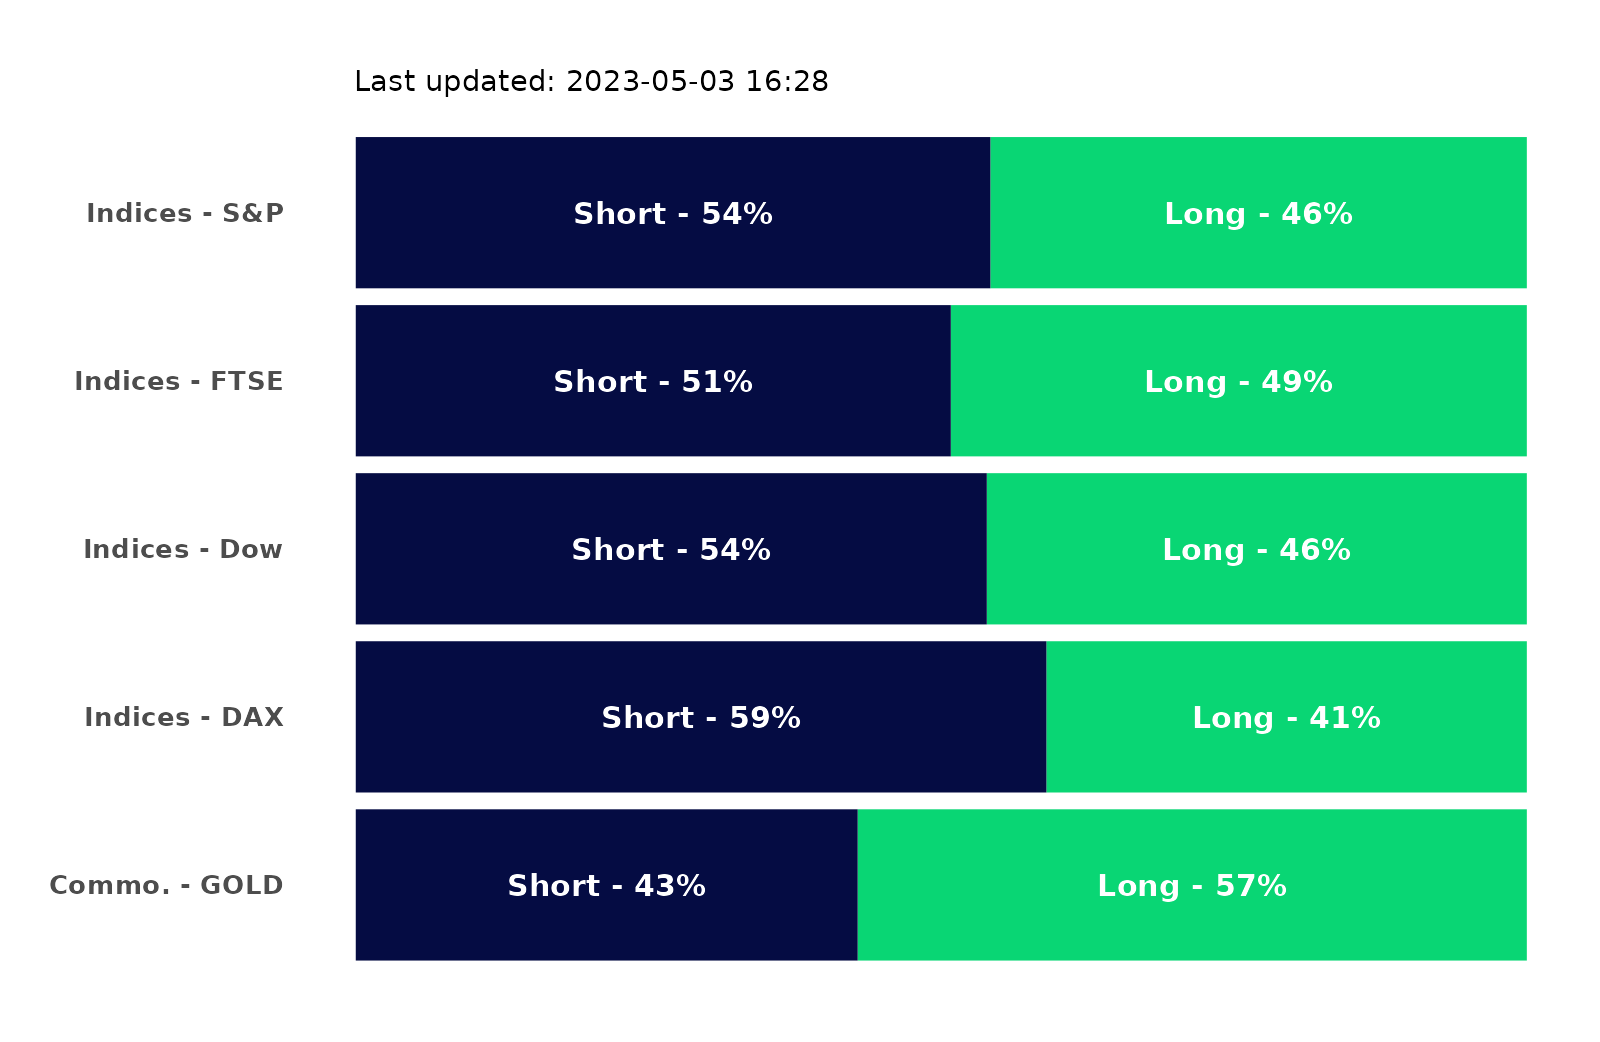 Last updated: 2023-05-03 16:28
Indices - S&P Short - 54% Long - 46%
Indices - FTSE Short - 51% Long - 49%
Indices - Dow Short - 54% Long - 46%
Indices - DAX Short - 59% Long - 41%
Commo. - GOLD Short - 43% Long - 57%